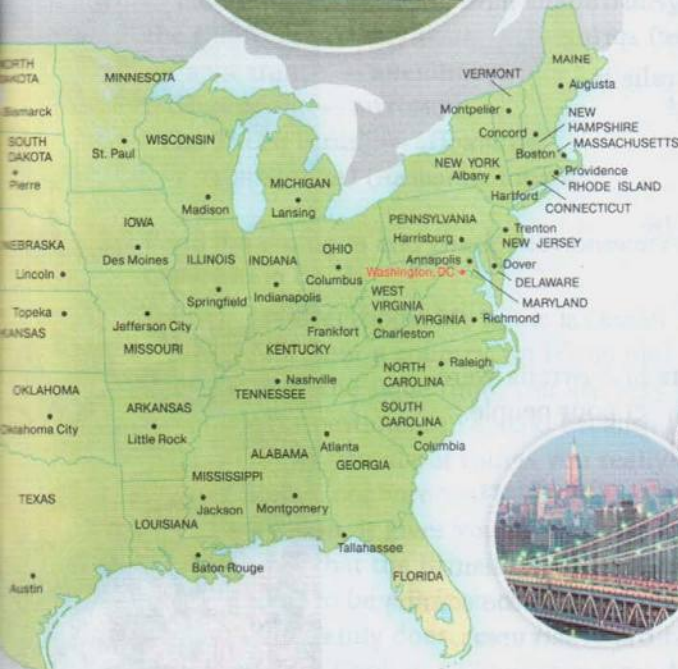 MAINE
NORTH
DAKOTA
MINNESOTA
VERMONT
Augusta
Bismarck
Montpelier
NEW
HAMPSHIRE
Concord
MASSACHUSETTS
SOUTH
DAKOTA
St. Paul
WISCONSIN
Boston
NEW YORK
Albany
Providence
Pierre
MICHIGAN
RHODE ISLAND
Hartford
CONNECTICUT
Madison
Lansing
IOWA
PENNSYLVANIA
Trenton
NEBRASKA
Des Moines
ILLINOIS
INDIANA
OHIO
Harrisburg
NEW JERSEY
Lincoln
Columbus
Annapolis
Dover
Washington, DC
DELAWARE
Springfield
Indianapolis
WEST
VIRGINIA
MARYLAND
Topeka
Jefferson City
Frankfort
Charleston
VIRGINIA
Richmond
KANSAS
MISSOURI
KENTUCKY
Raleigh
NORTH
CAROLINA
Nashville
TENNESSEE
OKLAHOMA
ARKANSAS
SOUTH
CAROLINA
Oklahoma City
Little Rock
Atlanta
Columbia
ALABAMA
GEORGIA
MISSISSIPPI
TEXAS
Jackson
Montgomery
LOUISIANA
Tallahassee
Baton Rouge
FLORIDA
Austin